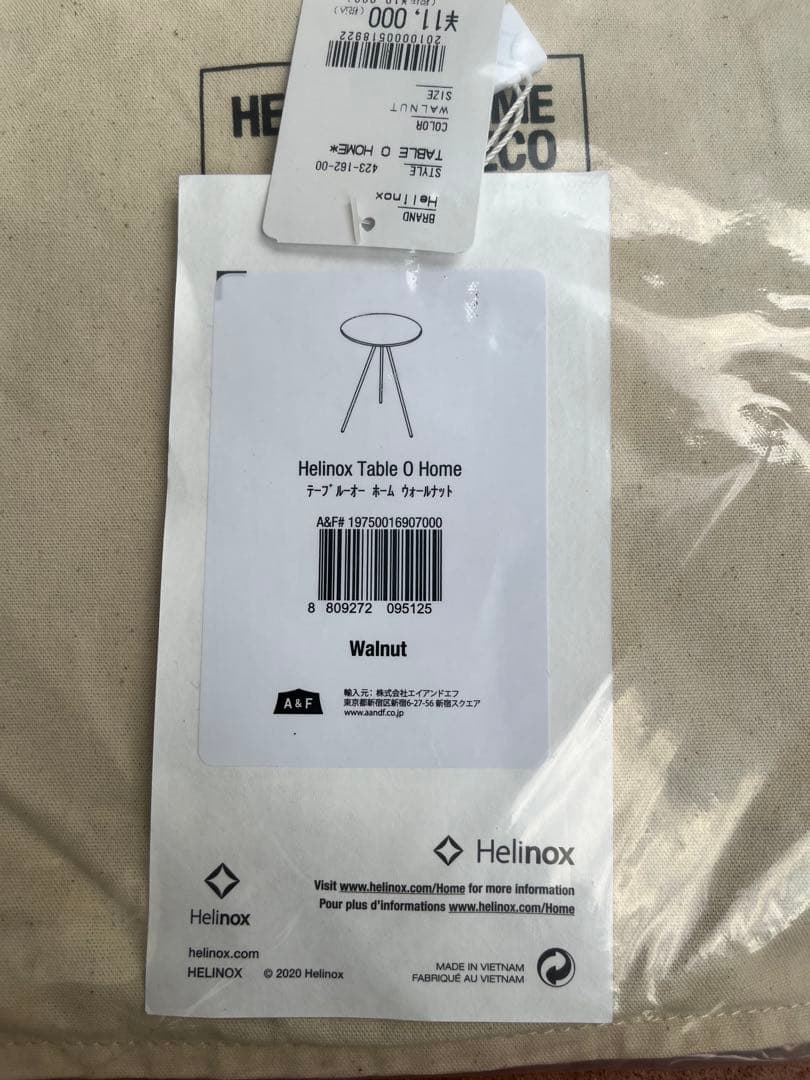 HE ME
CO
¥11,000
(税込)
2010000518922
SIZE
WALNUT
COLOR
TABLE O HOME*
423-162-00
STYLE
Helinox
BRAND
Helinox Table O Home
ﾃｰﾌﾞﾙｰｵｰ ﾎｰﾑ ｳｫｰﾙﾅｯﾄ
A&F# 19750016907000
8 809272 095125
Walnut
A & F
輸入元：株式会社エイアンドエフ
東京都新宿区新宿6-27-56 新宿スクエア
www.aandf.co.jp
Helinox
Visit www.helinox.com/Home for more information
Pour plus d'informations www.helinox.com/Home
Helinox
helinox.com
HELINOX © 2020 Helinox
MADE IN VIETNAM
FABRIQUÉ AU VIETNAM